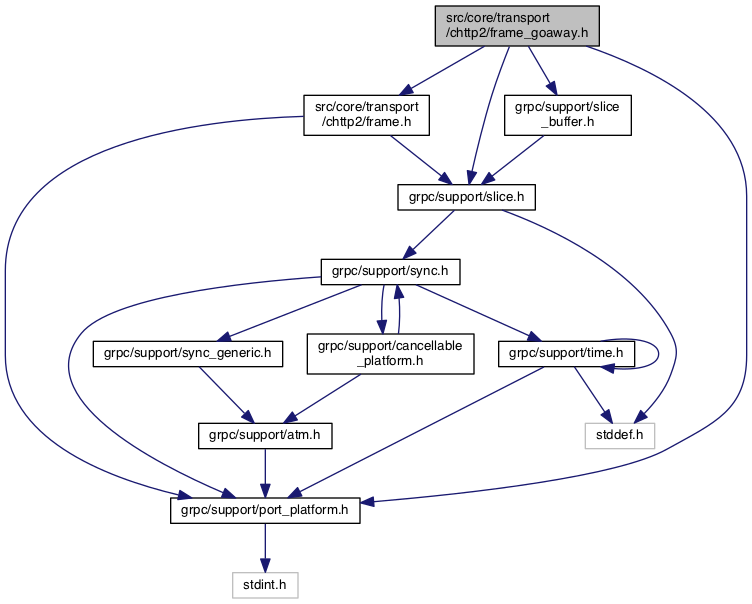 src/core/transport
/chttp2/frame_goaway.h
src/core/transport
/chttp2/frame.h
grpc/support/slice
_buffer.h
grpc/support/slice.h
grpc/support/sync.h
grpc/support/sync_generic.h
grpc/support/cancellable
_platform.h
grpc/support/time.h
grpc/support/atm.h
stddef.h
grpc/support/port_platform.h
stdint.h